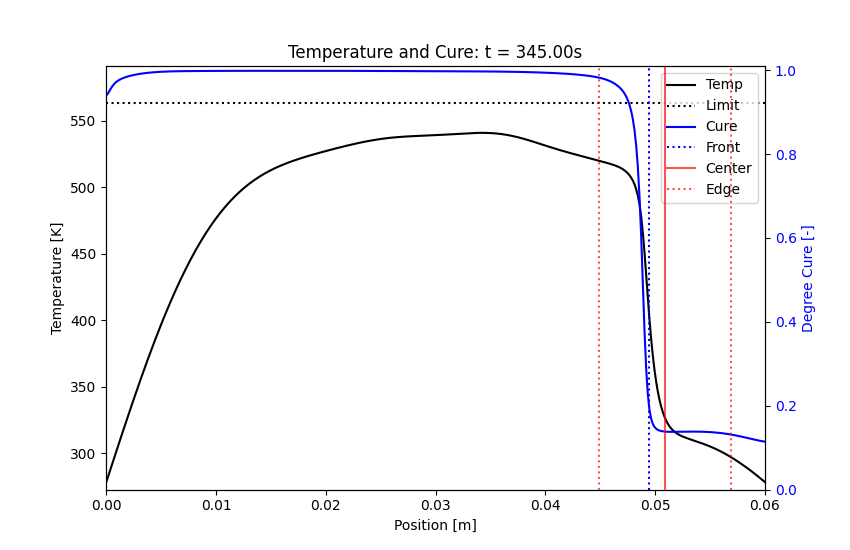 Temperature and Cure: t = 345.00s
Temp
Limit
Cure
Front
Center
Edge
Temperature [K]
550
500
450
400
350
300
1.0
0.8
0.6
0.4
0.2
0.0
Degree Cure [-]
0.00 0.01 0.02 0.03 0.04 0.05 0.06
Position [m]